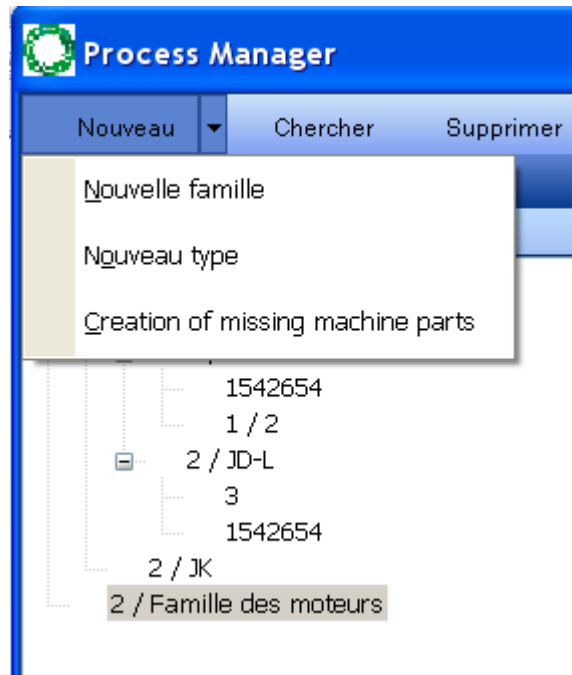 Process Manager
Nouveau Chercher Supprimer
Nouvelle famille
Nouveau type
Creation of missing machine parts
1542654
1 / 2
2 / JD-L
3
1542654
2 / JK
2 / Famille des moteurs